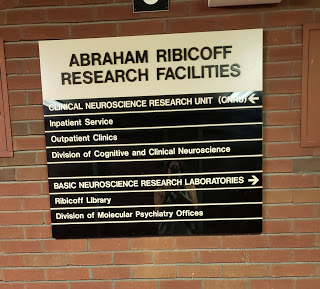 ABRAHAM RIBICOFF
RESEARCH FACILITIES
CLINICAL NEUROSCIENCE RESEARCH UNIT (CNRU) ←
Inpatient Service
Outpatient Clinics
Division of Cognitive and Clinical Neuroscience
BASIC NEUROSCIENCE RESEARCH LABORATORIES →
Ribicoff Library
Division of Molecular Psychiatry Offices